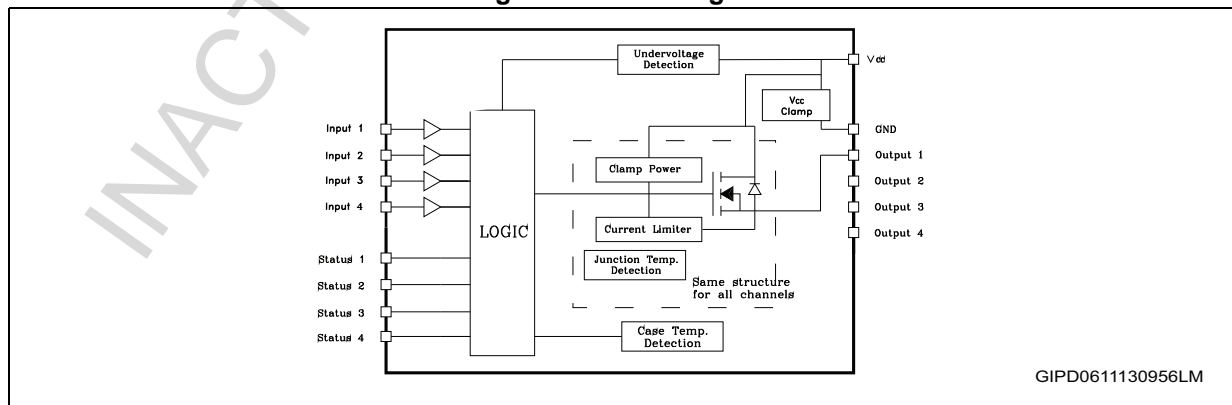 INACT
Undervoltage
Detection
Vcc
Clamp
Vdd
GND
Input 1
Input 2
Input 3
Input 4
Output 1
Output 2
Output 3
Output 4
Clamp Power
LOGIC
Current Limiter
Junction Temp.
Detection
Same structure
for all channels
Status 1
Status 2
Status 3
Status 4
Case Temp.
Detection
GIPD0611130956LM